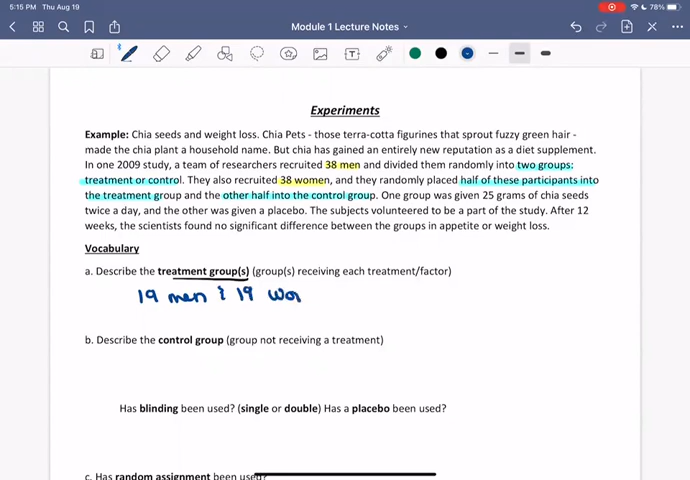 5:15 PM Thu Aug 19
78%
Module 1 Lecture Notes
Experiments
Example: Chia seeds and weight loss. Chia Pets - those terra-cotta figurines that sprout fuzzy green hair -
made the chia plant a household name. But chia has gained an entirely new reputation as a diet supplement.
In one 2009 study, a team of researchers recruited 38 men and divided them randomly into two groups:
treatment or control. They also recruited 38 women, and they randomly placed half of these participants into
the treatment group and the other half into the control group. One group was given 25 grams of chia seeds
twice a day, and the other was given a placebo. The subjects volunteered to be a part of the study. After 12
weeks, the scientists found no significant difference between the groups in appetite or weight loss.
Vocabulary
a. Describe the treatment group(s) (group(s) receiving each treatment/factor)
19 men & 19 wo
b. Describe the control group (group not receiving a treatment)
Has blinding been used? (single or double) Has a placebo been used?
c. Has random assignment been used?